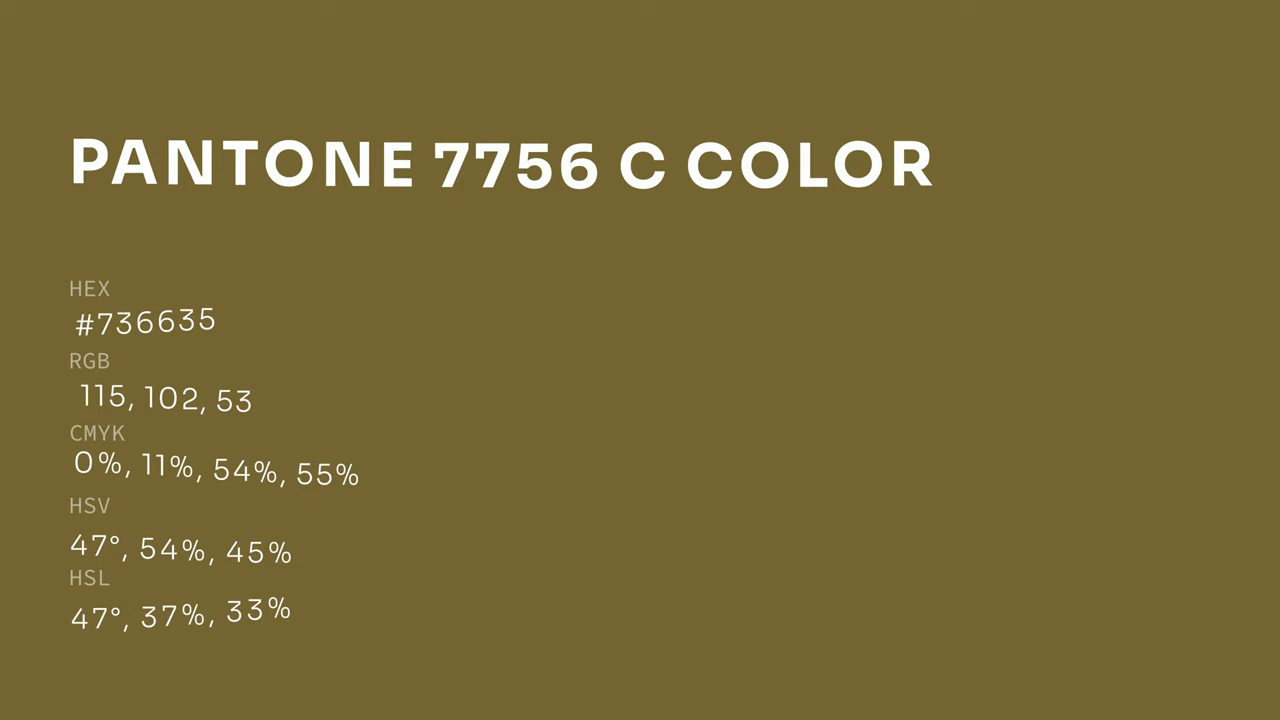 PANTONE 7756 C COLOR
HEX
#736635
RGB
115, 102, 53
CMYK
0%, 11%, 54%, 55%
HSV
47°, 54%, 45%
HSL
47°, 37%, 33%